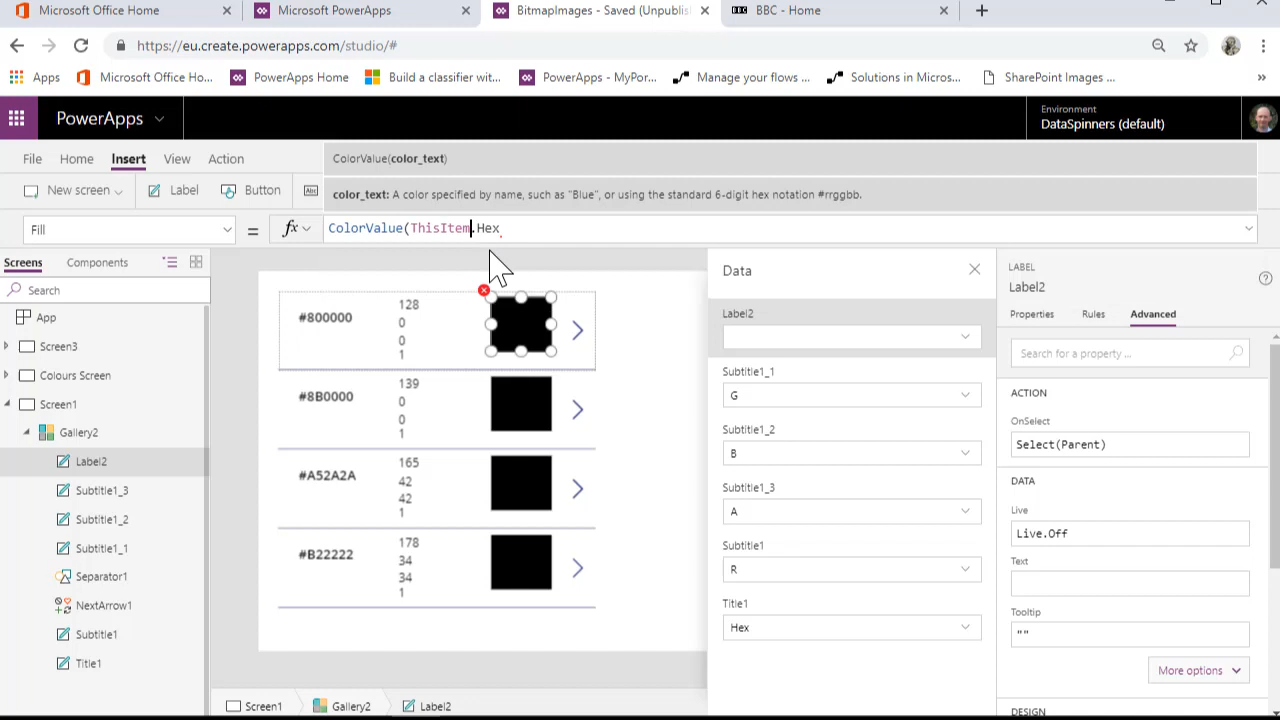 Microsoft Office Home
Microsoft PowerApps
BitmapImages - Saved (Unpublis
BBC - Home
https://eu.create.powerapps.com/studio/#
Apps
Microsoft Office Ho...
PowerApps Home
Build a classifier wit...
PowerApps - MyPor...
Manage your flows ...
Solutions in Micros...
SharePoint Images ...
»
PowerApps
Environment
DataSpinners (default)
File
Home
Insert
View
Action
ColorValue(color_text)
New screen
Label
Button
color_text: A color specified by name, such as "Blue", or using the standard 6-digit hex notation #rrggbb.
Fill
=
fx
ColorValue(ThisItem.Hex
Screens
Components
Search
App
Screen3
Colours Screen
Screen1
Gallery2
Label2
Subtitle1_3
Subtitle1_2
Subtitle1_1
Separator1
NextArrow1
Subtitle1
Title1
#800000
128
0
0
1
#8B0000
139
0
0
1
#A52A2A
165
42
42
1
#B22222
178
34
34
1
Screen1
Gallery2
Label2
Data
Label2
Subtitle1_1
G
Subtitle1_2
B
Subtitle1_3
A
Subtitle1
R
Title1
Hex
LABEL
Label2
Properties
Rules
Advanced
Search for a property ...
ACTION
OnSelect
Select(Parent)
DATA
Live
Live.Off
Text
Tooltip
""
More options
DESIGN